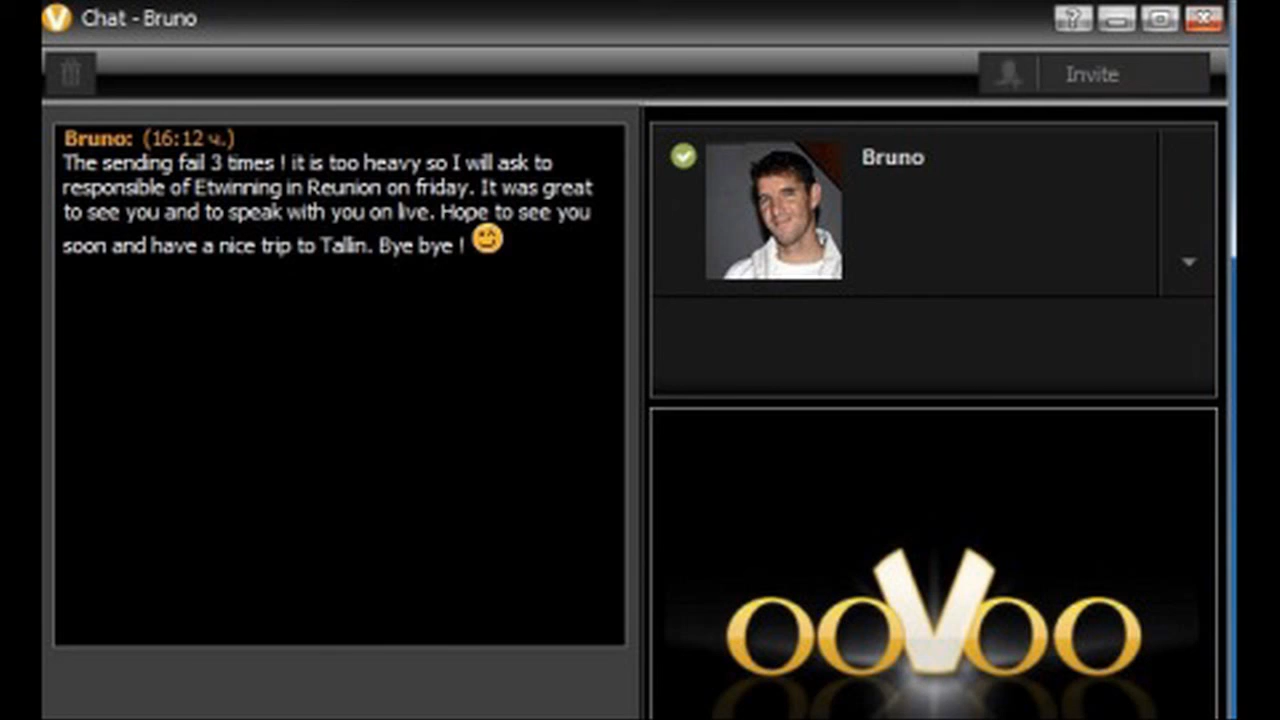 Chat - Bruno
Invite
Bruno: (16:12 ч.)
The sending fail 3 times ! it is too heavy so I will ask to
responsible of Etwinning in Reunion on friday. It was great
to see you and to speak with you on live. Hope to see you
soon and have a nice trip to Tallin. Bye bye !
Bruno
ooVoo